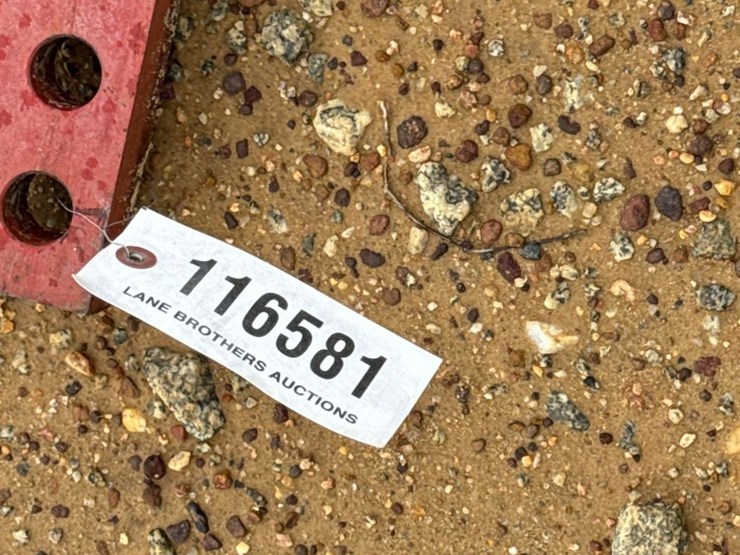 116581
LANE BROTHERS AUCTIONS